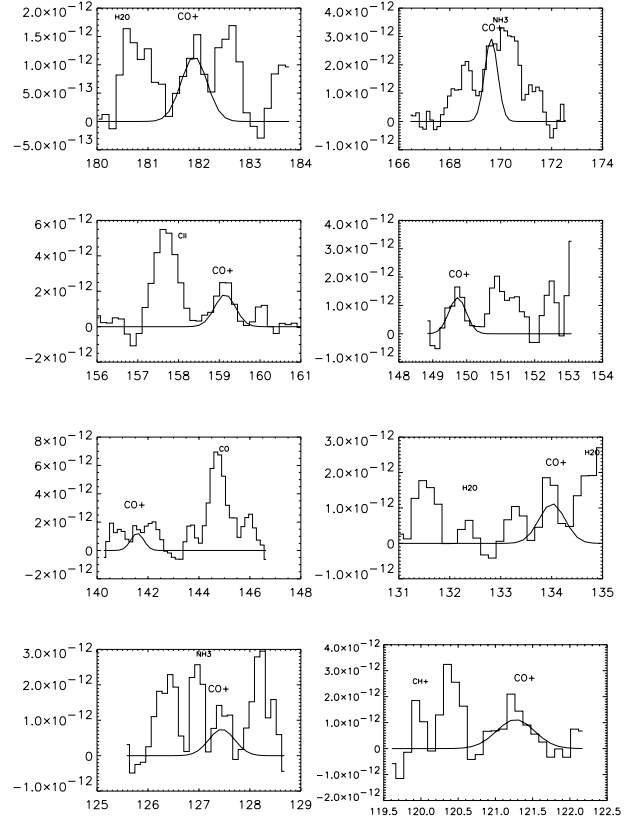 2.0×10⁻¹²
1.5×10⁻¹²
1.0×10⁻¹²
5.0×10⁻¹³
0
−5.0×10⁻¹³
H2O
CO+
180 181 182 183 184
4.0×10⁻¹²
3.0×10⁻¹²
2.0×10⁻¹²
1.0×10⁻¹²
0
−1.0×10⁻¹²
NH3
CO+
166 168 170 172 174
6×10⁻¹²
4×10⁻¹²
2×10⁻¹²
0
−2×10⁻¹²
CII
CO+
156 157 158 159 160 161
4.0×10⁻¹²
3.0×10⁻¹²
2.0×10⁻¹²
1.0×10⁻¹²
0
−1.0×10⁻¹²
CO+
148 149 150 151 152 153 154
8×10⁻¹²
6×10⁻¹²
4×10⁻¹²
2×10⁻¹²
0
−2×10⁻¹²
CO
CO+
140 142 144 146 148
3.0×10⁻¹²
2.0×10⁻¹²
1.0×10⁻¹²
0
−1.0×10⁻¹²
H2O
CO+
H2O
131 132 133 134 135
3.0×10⁻¹²
2.0×10⁻¹²
1.0×10⁻¹²
0
−1.0×10⁻¹²
NH3
CO+
125 126 127 128 129
4.0×10⁻¹²
3.0×10⁻¹²
2.0×10⁻¹²
1.0×10⁻¹²
0
−1.0×10⁻¹²
−2.0×10⁻¹²
CH+
CO+
119.5 120.0 120.5 121.0 121.5 122.0 122.5